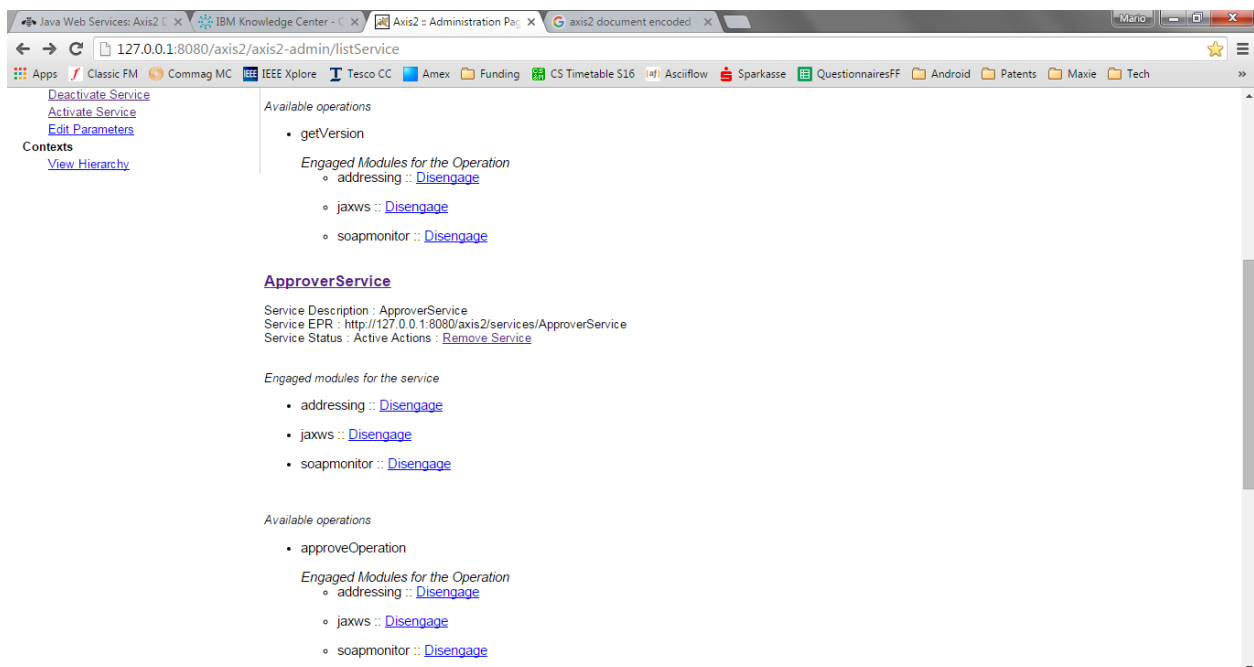 Java Web Services: Axis2 D
IBM Knowledge Center - C
Axis2 :: Administration Pag
axis2 document encoded -
Mario
127.0.0.1:8080/axis2/axis2-admin/listService
Apps
Classic FM
Commag MC
IEEE Xplore
Tesco CC
Amex
Funding
CS Timetable S16
Asciiflow
Sparkasse
QuestionnairesFF
Android
Patents
Maxie
Tech
»
Deactivate Service
Activate Service
Edit Parameters
Contexts
View Hierarchy
Available operations
• getVersion
Engaged Modules for the Operation
◦ addressing :: Disengage
◦ jaxws :: Disengage
◦ soapmonitor :: Disengage
ApproverService
Service Description : ApproverService
Service EPR : http://127.0.0.1:8080/axis2/services/ApproverService
Service Status : Active Actions : Remove Service
Engaged modules for the service
• addressing :: Disengage
• jaxws :: Disengage
• soapmonitor :: Disengage
Available operations
• approveOperation
Engaged Modules for the Operation
◦ addressing :: Disengage
◦ jaxws :: Disengage
◦ soapmonitor :: Disengage